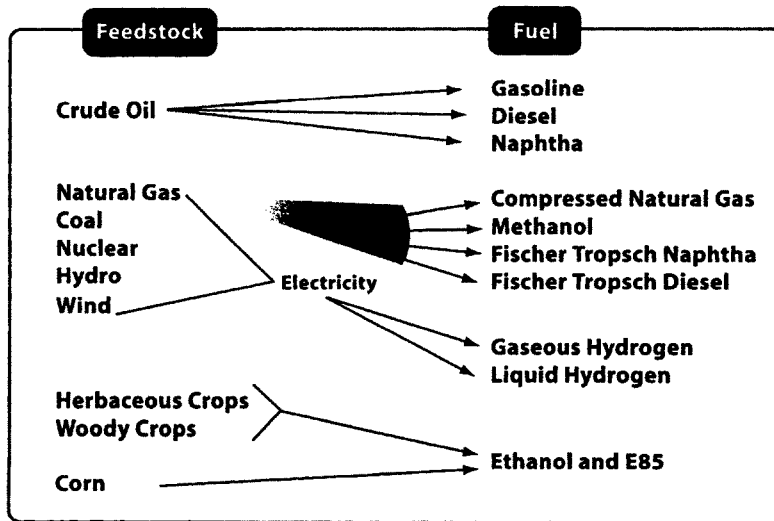 Feedstock
Fuel
Crude Oil
Gasoline
Diesel
Naphtha
Natural Gas
Coal
Nuclear
Hydro
Wind
Electricity
Compressed Natural Gas
Methanol
Fischer Tropsch Naphtha
Fischer Tropsch Diesel
Gaseous Hydrogen
Liquid Hydrogen
Herbaceous Crops
Woody Crops
Corn
Ethanol and E85